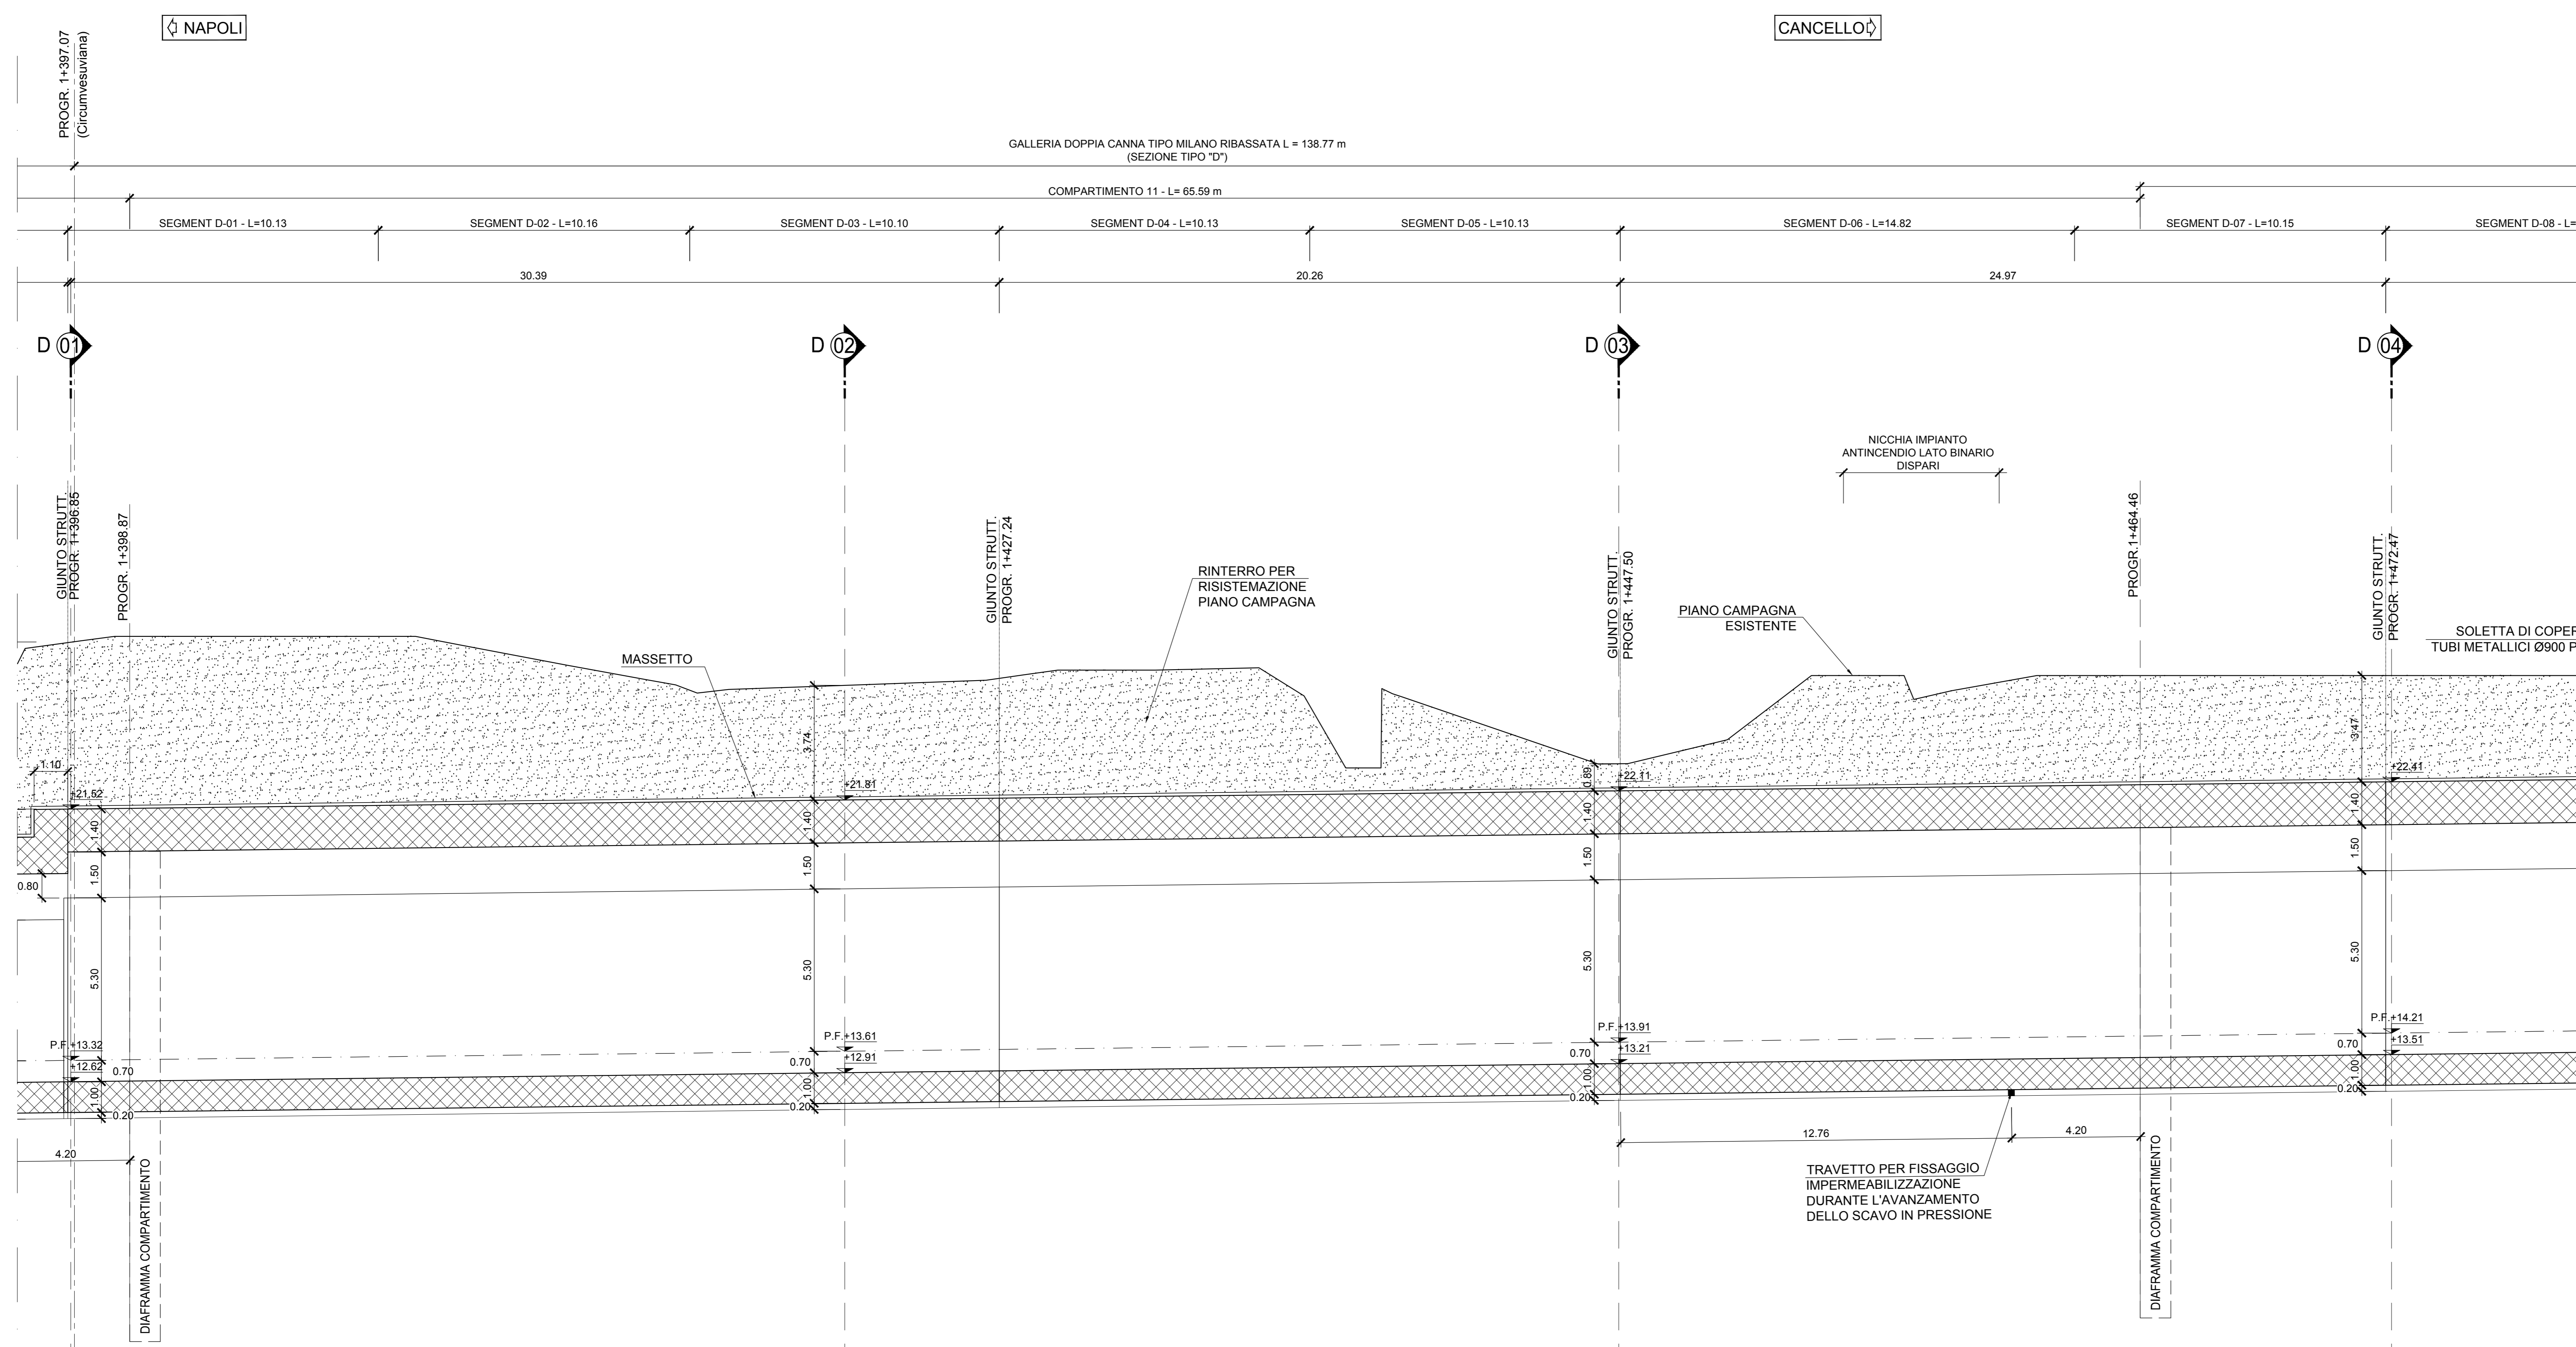 NAPOLI
CANCELLO
PROGR. 1+397.07
(Circumvesuviana)
GALLERIA DOPPIA CANNA TIPO MILANO RIBASSATA L = 138.77 m
(SEZIONE TIPO "D")
COMPARTIMENTO 11 - L= 65.59 m
SEGMENT D-01 - L=10.13
SEGMENT D-02 - L=10.16
SEGMENT D-03 - L=10.10
SEGMENT D-04 - L=10.13
SEGMENT D-05 - L=10.13
SEGMENT D-06 - L=14.82
SEGMENT D-07 - L=10.15
SEGMENT D-08 - L=
30.39
20.26
24.97
D 01
D 02
D 03
D 04
NICCHIA IMPIANTO
ANTINCENDIO LATO BINARIO
DISPARI
GIUNTO STRUTT.
PROGR. 1+396.85
PROGR. 1+398.87
GIUNTO STRUTT.
PROGR. 1+427.24
GIUNTO STRUTT.
PROGR. 1+447.50
PROGR.1+464.46
GIUNTO STRUTT.
PROGR. 1+472.47
RINTERRO PER
RISISTEMAZIONE
PIANO CAMPAGNA
PIANO CAMPAGNA
ESISTENTE
SOLETTA DI COPER
TUBI METALLICI Ø900 P
MASSETTO
3.74
3.47
1.10
0.89
+21.52
+21.81
+22.11
+22.41
1.40
1.40
1.40
1.40
1.50
1.50
1.50
1.50
0.80
5.30
5.30
5.30
5.30
P.F.+13.32
P.F.+13.61
P.F.+13.91
P.F.+14.21
+12.62
+12.91
+13.21
+13.51
0.70
0.70
0.70
0.70
1.00
1.00
1.00
1.00
0.20
0.20
0.20
0.20
4.20
12.76
4.20
DIAFRAMMA COMPARTIMENTO
TRAVETTO PER FISSAGGIO
IMPERMEABILIZZAZIONE
DURANTE L'AVANZAMENTO
DELLO SCAVO IN PRESSIONE
DIAFRAMMA COMPARTIMENTO